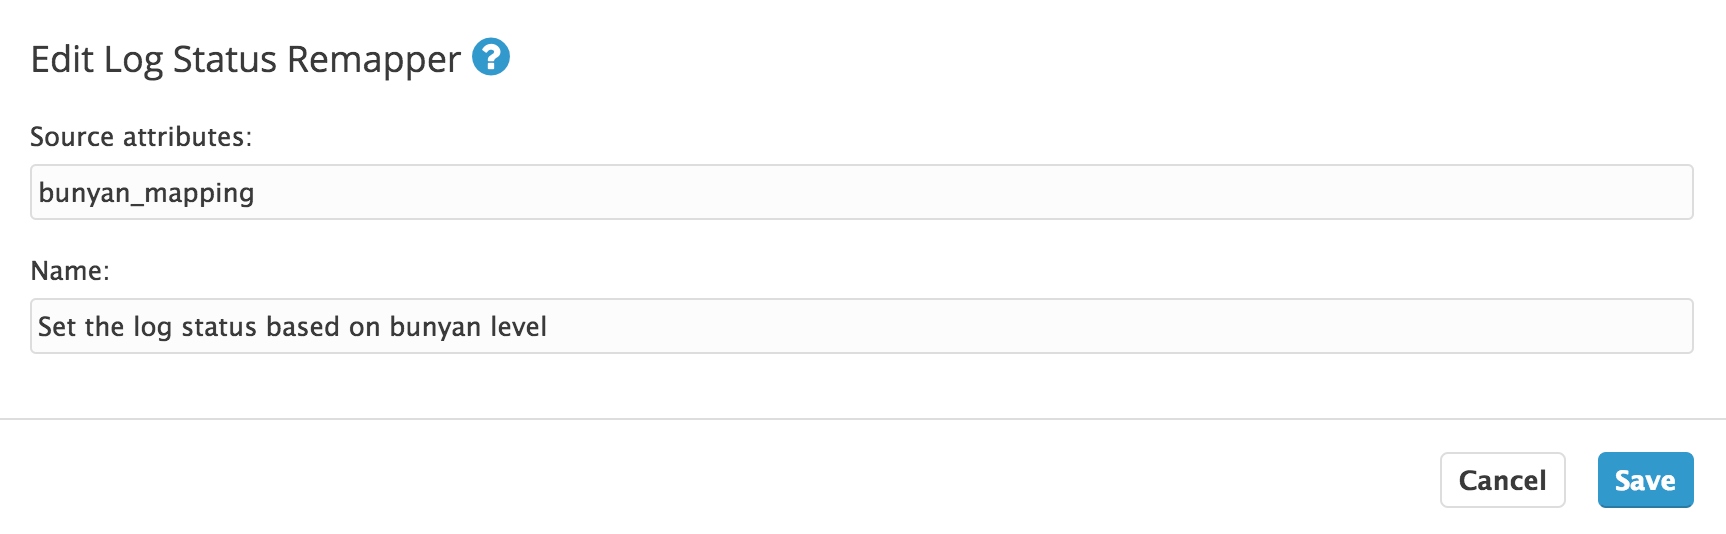 Edit Log Status Remapper ?
Source attributes:
bunyan_mapping
Name:
Set the log status based on bunyan level
Cancel Save